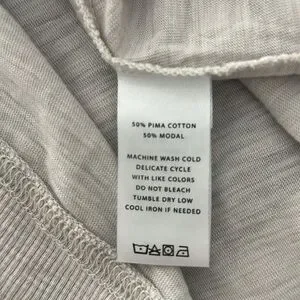 50% PIMA COTTON
50% MODAL
MACHINE WASH COLD
DELICATE CYCLE
WITH LIKE COLORS
DO NOT BLEACH
TUMBLE DRY LOW
COOL IRON IF NEEDED